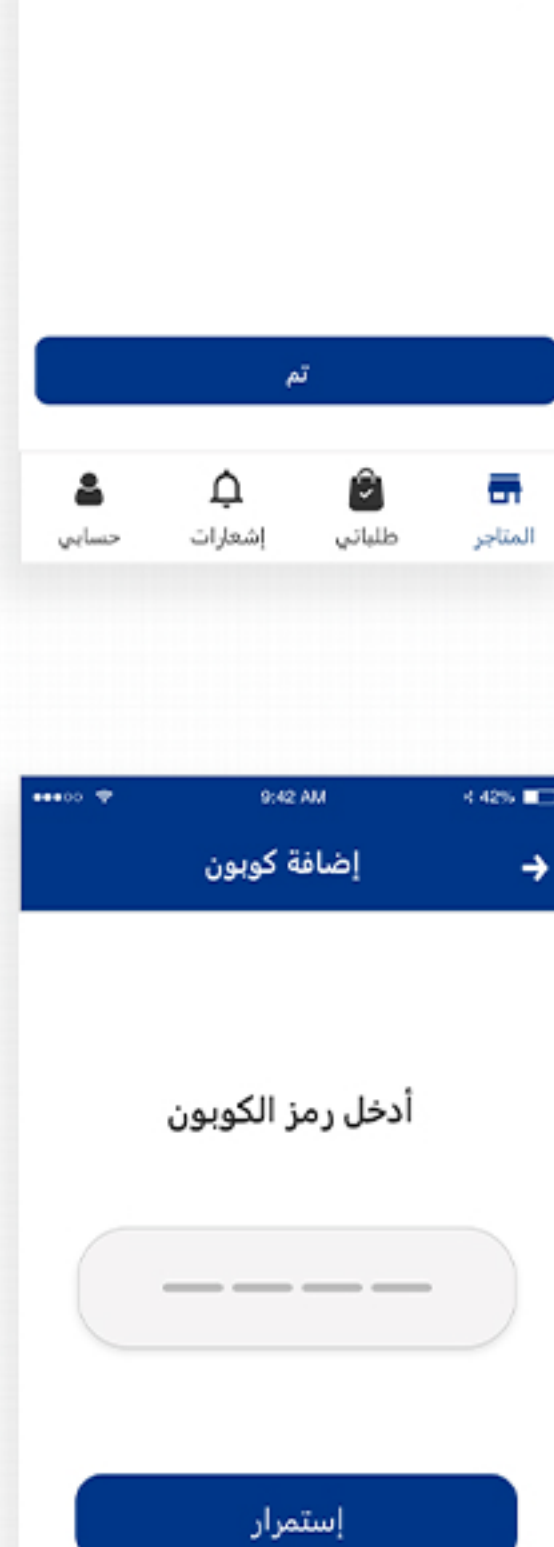 تم
المتاجر طلباتي إشعارات حسابي
9:42 AM 42%
إضافة كوبون
أدخل رمز الكوبون
إستمرار